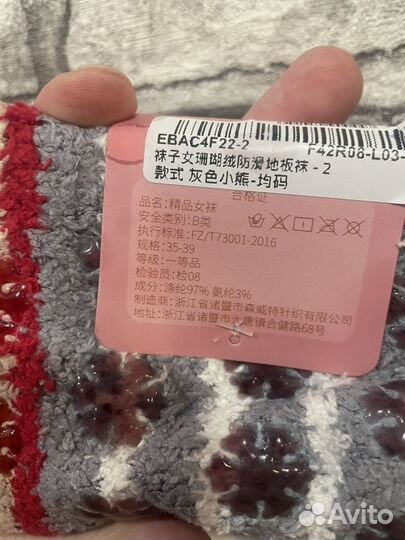 EBAC4F22-2
F42R08-L03-
袜子女珊瑚绒防滑地板袜 - 2
款式 灰色小熊-均码
合格证
品名:精品女袜
安全类别:B类
执行标准:FZ/T73001-2016
规格:35-39
等级:一等品
检验员:检08
成分:涤纶97% 氨纶3%
制造商:浙江省诸暨市森威特针织有限公司
地址:浙江省诸暨市大唐镇合健路68号
Avito